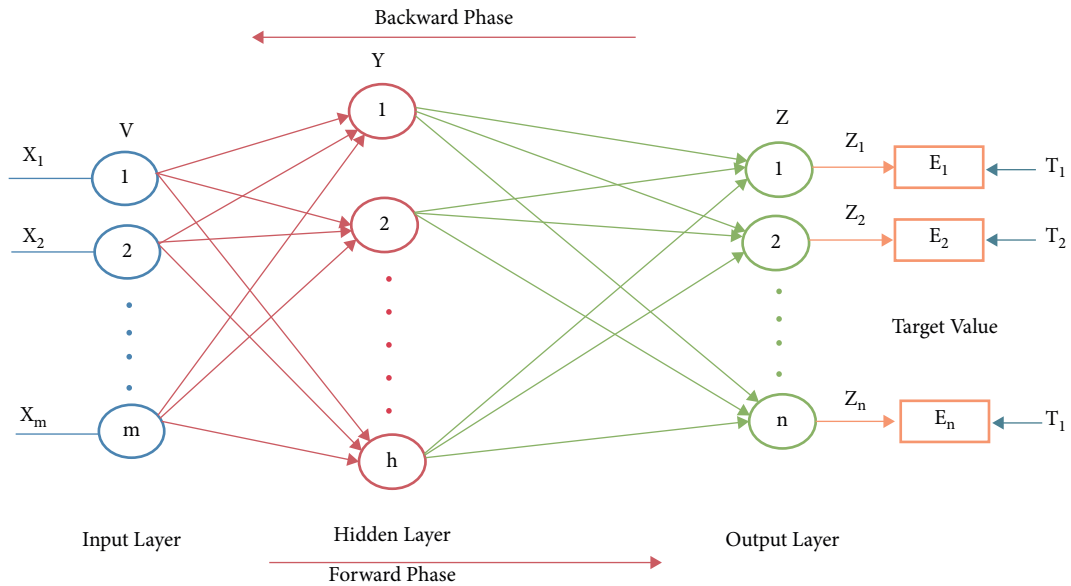 Backward Phase
Y
V
Z
X1
1
1
1
Z1
E1
T1
X2
2
2
2
Z2
E2
T2
Target Value
Xm
m
h
n
Zn
En
T1
Input Layer
Hidden Layer
Output Layer
Forward Phase